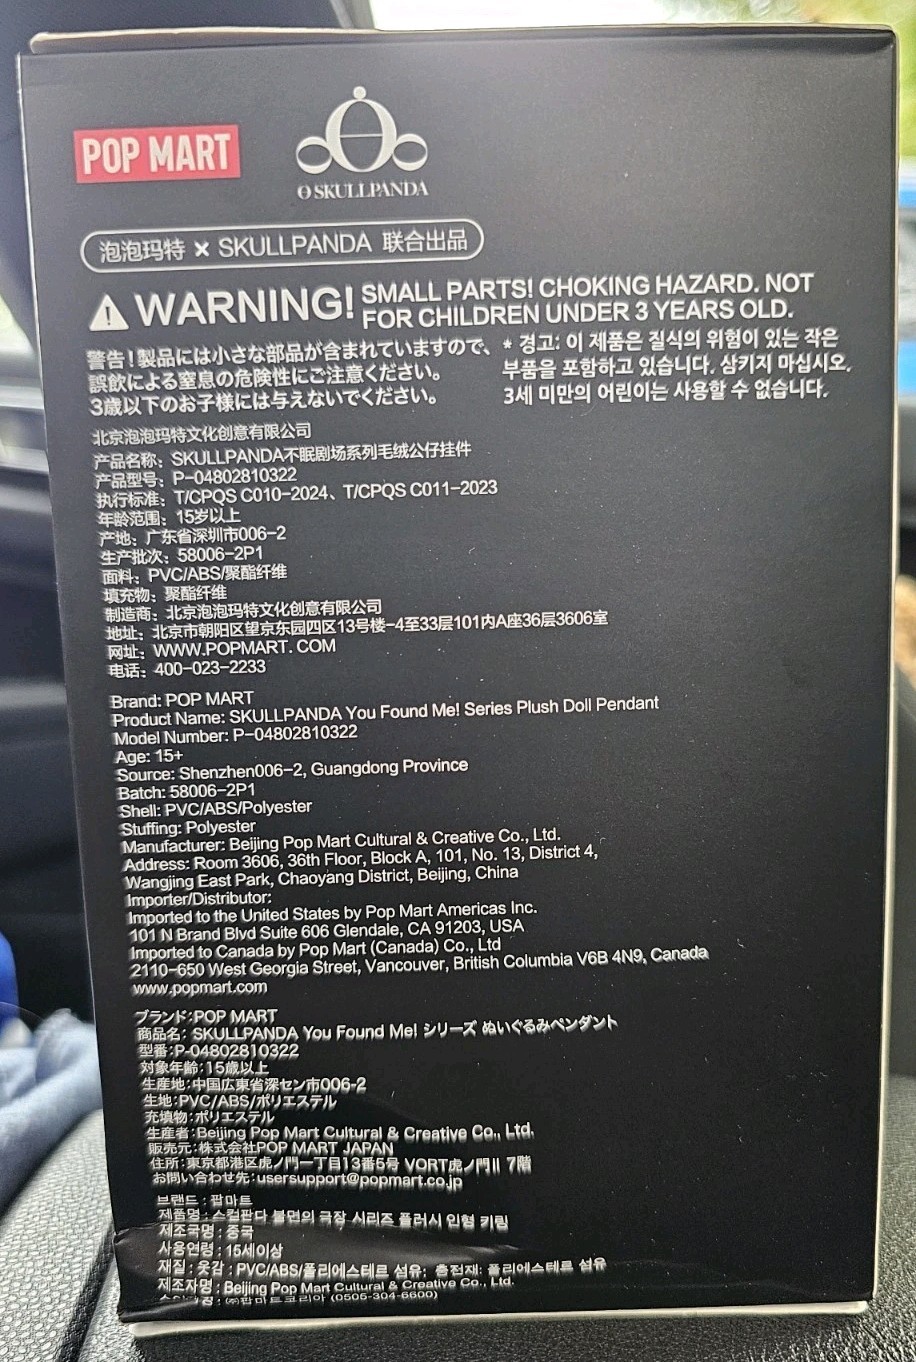 POP MART
SKULLPANDA
泡泡玛特 × SKULLPANDA 联合出品
WARNING! SMALL PARTS! CHOKING HAZARD. NOT
FOR CHILDREN UNDER 3 YEARS OLD.
警告!製品には小さな部品が含まれていますので、
誤飲による窒息の危険性にご注意ください。
3歳以下のお子様には与えないでください。
* 경고: 이 제품은 질식의 위험이 있는 작은
부품을 포함하고 있습니다. 삼키지 마십시오.
3세 미만의 어린이는 사용할 수 없습니다.
北京泡泡玛特文化创意有限公司
产品名称：SKULLPANDA不眠剧场系列毛绒公仔挂件
产品型号：P-04802810322
执行标准：T/CPQS C010-2024、T/CPQS C011-2023
年龄范围：15岁以上
产地：广东省深圳市006-2
生产批次：58006-2P1
面料：PVC/ABS/聚酯纤维
填充物：聚酯纤维
制造商：北京泡泡玛特文化创意有限公司
地址：北京市朝阳区望京东园四区13号楼-4至33层101内A座36层3606室
网址：WWW.POPMART. COM
电话：400-023-2233
Brand: POP MART
Product Name: SKULLPANDA You Found Me! Series Plush Doll Pendant
Model Number: P-04802810322
Age: 15+
Source: Shenzhen006-2, Guangdong Province
Batch: 58006-2P1
Shell: PVC/ABS/Polyester
Stuffing: Polyester
Manufacturer: Beijing Pop Mart Cultural & Creative Co., Ltd.
Address: Room 3606, 36th Floor, Block A, 101, No. 13, District 4,
Wangjing East Park, Chaoyang District, Beijing, China
Importer/Distributor:
Imported to the United States by Pop Mart Americas Inc.
101 N Brand Blvd Suite 606 Glendale, CA 91203, USA
Imported to Canada by Pop Mart (Canada) Co., Ltd
2110-650 West Georgia Street, Vancouver, British Columbia V6B 4N9, Canada
www.popmart.com
ブランド:POP MART
商品名: SKULLPANDA You Found Me! シリーズ ぬいぐるみペンダント
型番:P-04802810322
対象年齢:15歳以上
生産地:中国広東省深セン市006-2
生地:PVC/ABS/ポリエステル
充填物:ポリエステル
生産者:Beijing Pop Mart Cultural & Creative Co., Ltd.
販売元:株式会社POP MART JAPAN
住所:東京都港区虎ノ門一丁目13番5号 VORT虎ノ門II 7階
お問い合わせ先:usersupport@popmart.co.jp
브랜드 : 팝마트
제품명 : 스컬판다 불면의 극장 시리즈 플러시 인형 키링
제조국명 : 중국
사용연령 : 15세이상
재질 : 겉감 : PVC/ABS/폴리에스테르 섬유; 충전재: 폴리에스테르 섬유
제조자명 : Beijing Pop Mart Cultural & Creative Co., Ltd.
㈜팝마트코리아 (0505-304-6600)